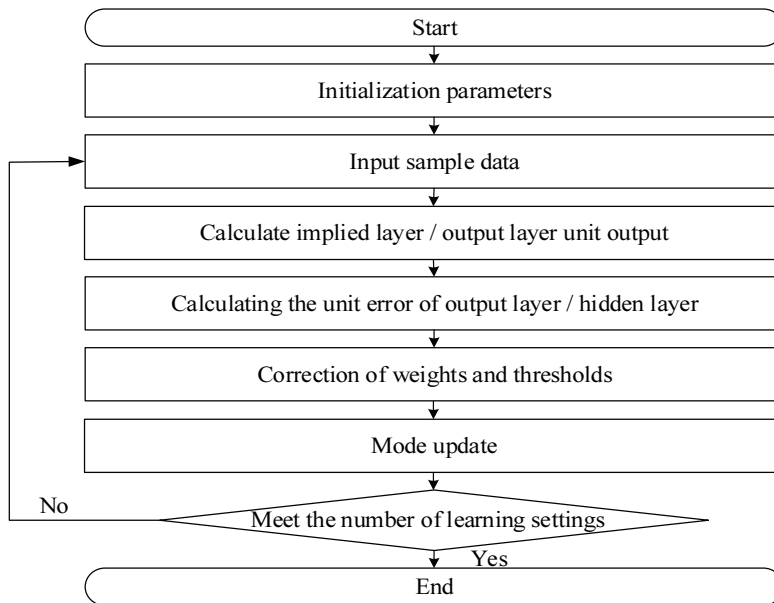 Start
Initialization parameters
Input sample data
Calculate implied layer / output layer unit output
Calculating the unit error of output layer / hidden layer
Correction of weights and thresholds
Mode update
No
Meet the number of learning settings
Yes
End